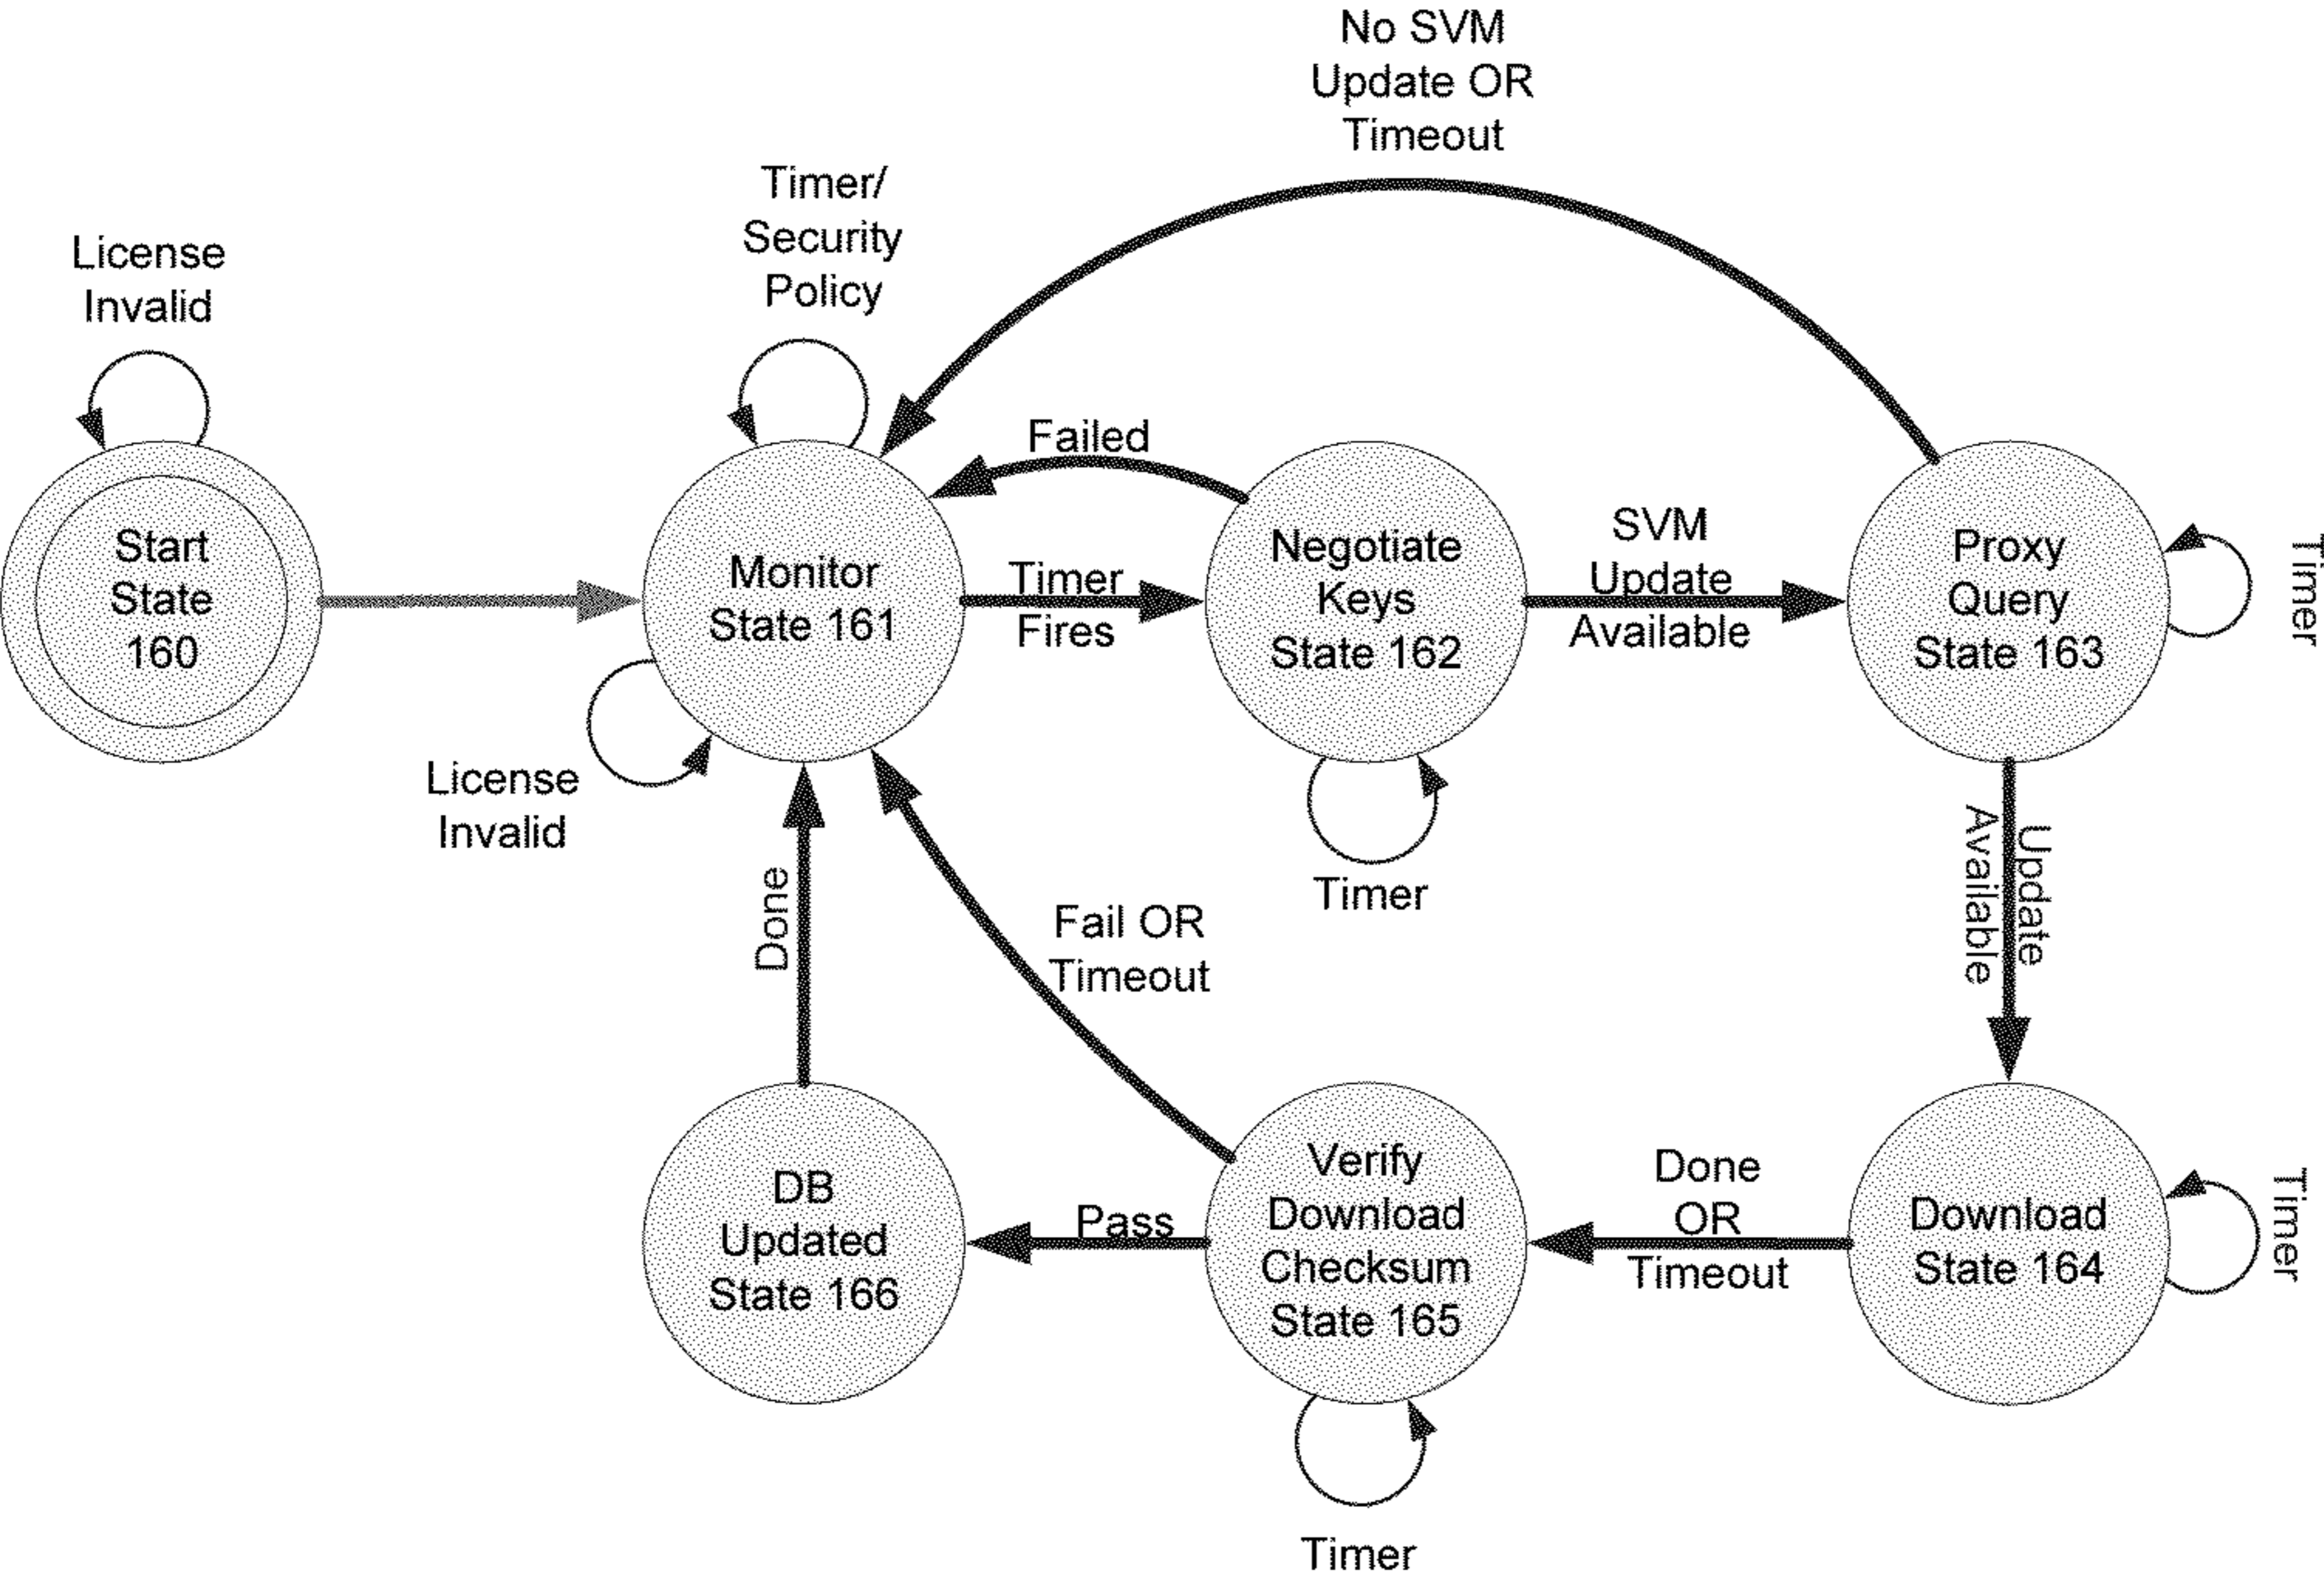 No SVM
Update OR
Timeout
Timer/
Security
Policy
License
Invalid
Failed
Start
State
160
Monitor
State 161
Timer
Fires
Negotiate
Keys
State 162
SVM
Update
Available
Proxy
Query
State 163
Timer
License
Invalid
Timer
Update
Available
Done
Fail OR
Timeout
DB
Updated
State 166
Pass
Verify
Download
Checksum
State 165
Done
OR
Timeout
Download
State 164
Timer
Timer